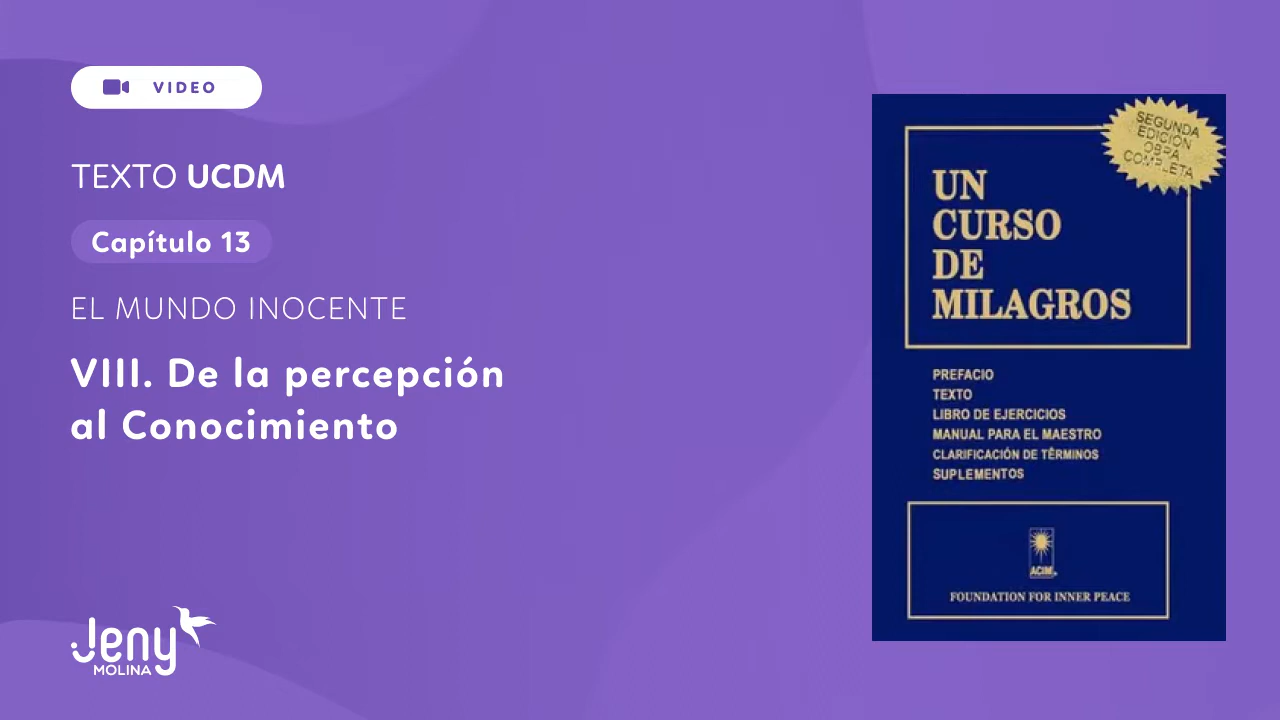 VIDEO
TEXTO UCDM
Capítulo 13
EL MUNDO INOCENTE
VIII. De la percepción
al Conocimiento
Jeny
MOLINA
SEGUNDA
EDICIÓN
OBRA
COMPLETA
UN
CURSO
DE
MILAGROS
PREFACIO
TEXTO
LIBRO DE EJERCICIOS
MANUAL PARA EL MAESTRO
CLARIFICACIÓN DE TÉRMINOS
SUPLEMENTOS
ACIM®
FOUNDATION FOR INNER PEACE